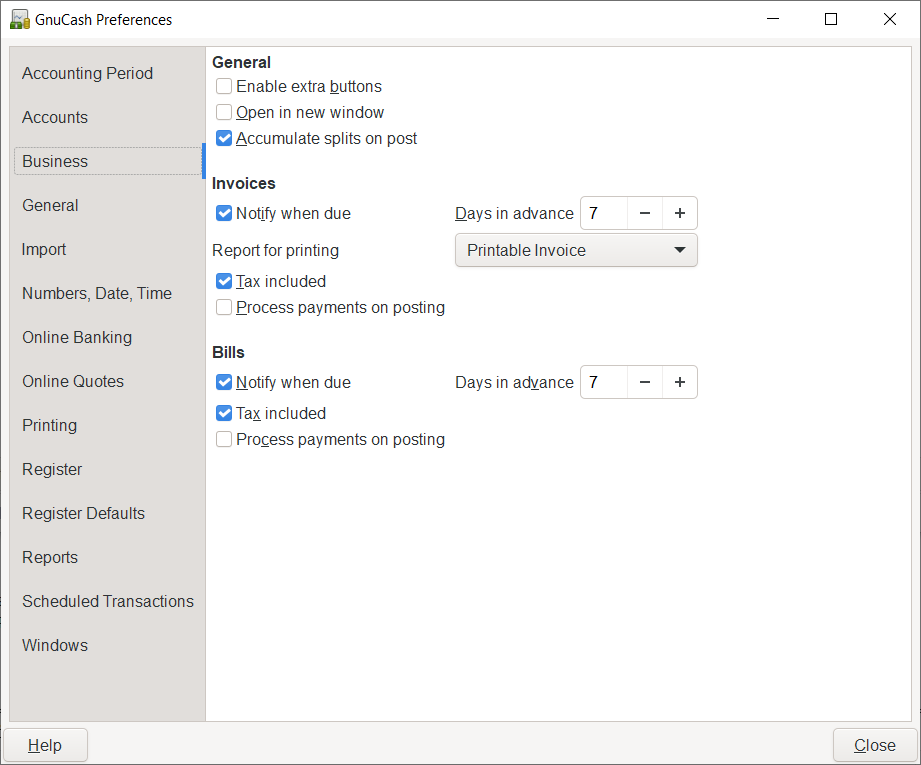 GnuCash Preferences
Accounting Period
Accounts
Business
General
Import
Numbers, Date, Time
Online Banking
Online Quotes
Printing
Register
Register Defaults
Reports
Scheduled Transactions
Windows
General
Enable extra buttons
Open in new window
Accumulate splits on post
Invoices
Notify when due Days in advance 7 − +
Report for printing Printable Invoice
Tax included
Process payments on posting
Bills
Notify when due Days in advance 7 − +
Tax included
Process payments on posting
Help Close